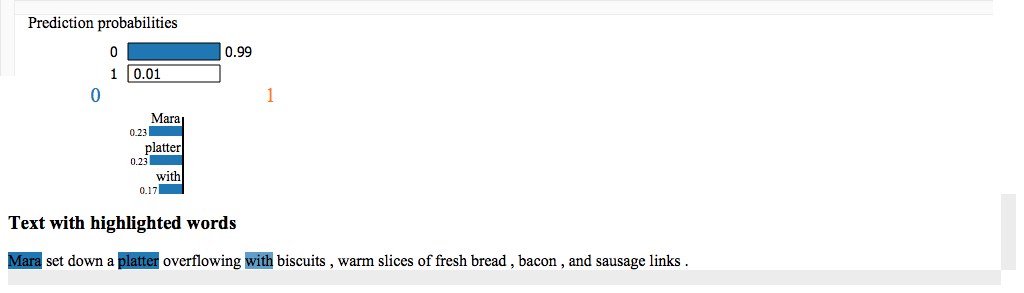 Prediction probabilities
0 0.99
1 0.01
0 1
Mara
0.23
platter
0.23
with
0.17
Text with highlighted words
Mara set down a platter overflowing with biscuits , warm slices of fresh bread , bacon , and sausage links .